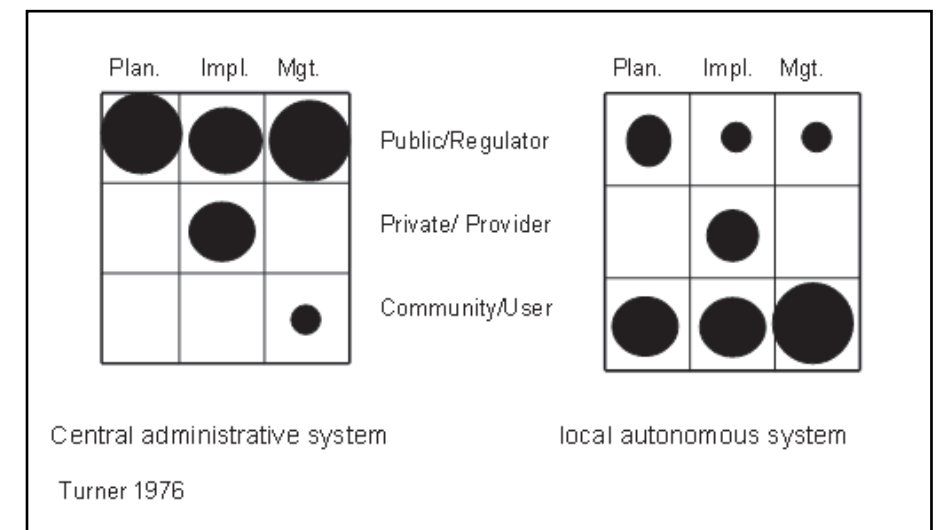 Plan. Impl. Mgt.
Plan. Impl. Mgt.
Public/Regulator
Private/ Provider
Community/User
Central administrative system
local autonomous system
Turner 1976